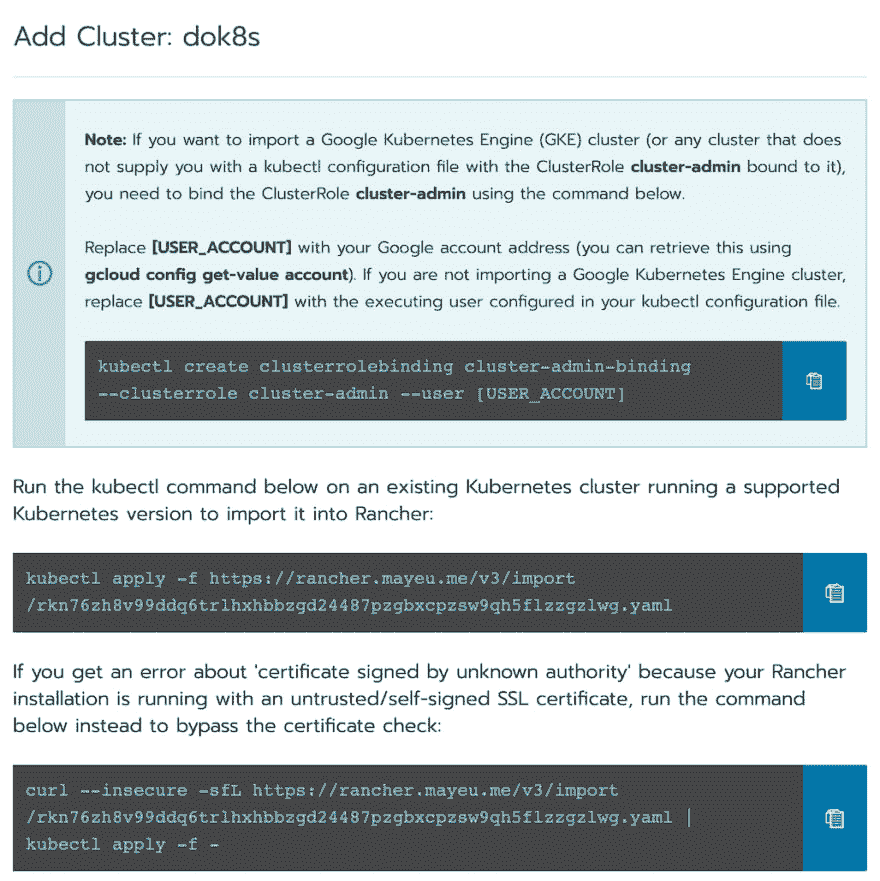 Add Cluster: dok8s
Note: If you want to import a Google Kubernetes Engine (GKE) cluster (or any cluster that does
not supply you with a kubectl configuration file with the ClusterRole cluster-admin bound to it),
you need to bind the ClusterRole cluster-admin using the command below.
Replace [USER_ACCOUNT] with your Google account address (you can retrieve this using
gcloud config get-value account). If you are not importing a Google Kubernetes Engine cluster,
replace [USER_ACCOUNT] with the executing user configured in your kubectl configuration file.
kubectl create clusterrolebinding cluster-admin-binding
--clusterrole cluster-admin --user [USER_ACCOUNT]
Run the kubectl command below on an existing Kubernetes cluster running a supported
Kubernetes version to import it into Rancher:
kubectl apply -f https://rancher.mayeu.me/v3/import
/rkn76zh8v99ddq6trlhxhbbzgd24487pzgbxcpzsw9qh5flzzgzlwg.yaml
If you get an error about 'certificate signed by unknown authority' because your Rancher
installation is running with an untrusted/self-signed SSL certificate, run the command
below instead to bypass the certificate check:
curl --insecure -sfL https://rancher.mayeu.me/v3/import
/rkn76zh8v99ddq6trlhxhbbzgd24487pzgbxcpzsw9qh5flzzgzlwg.yaml |
kubectl apply -f -